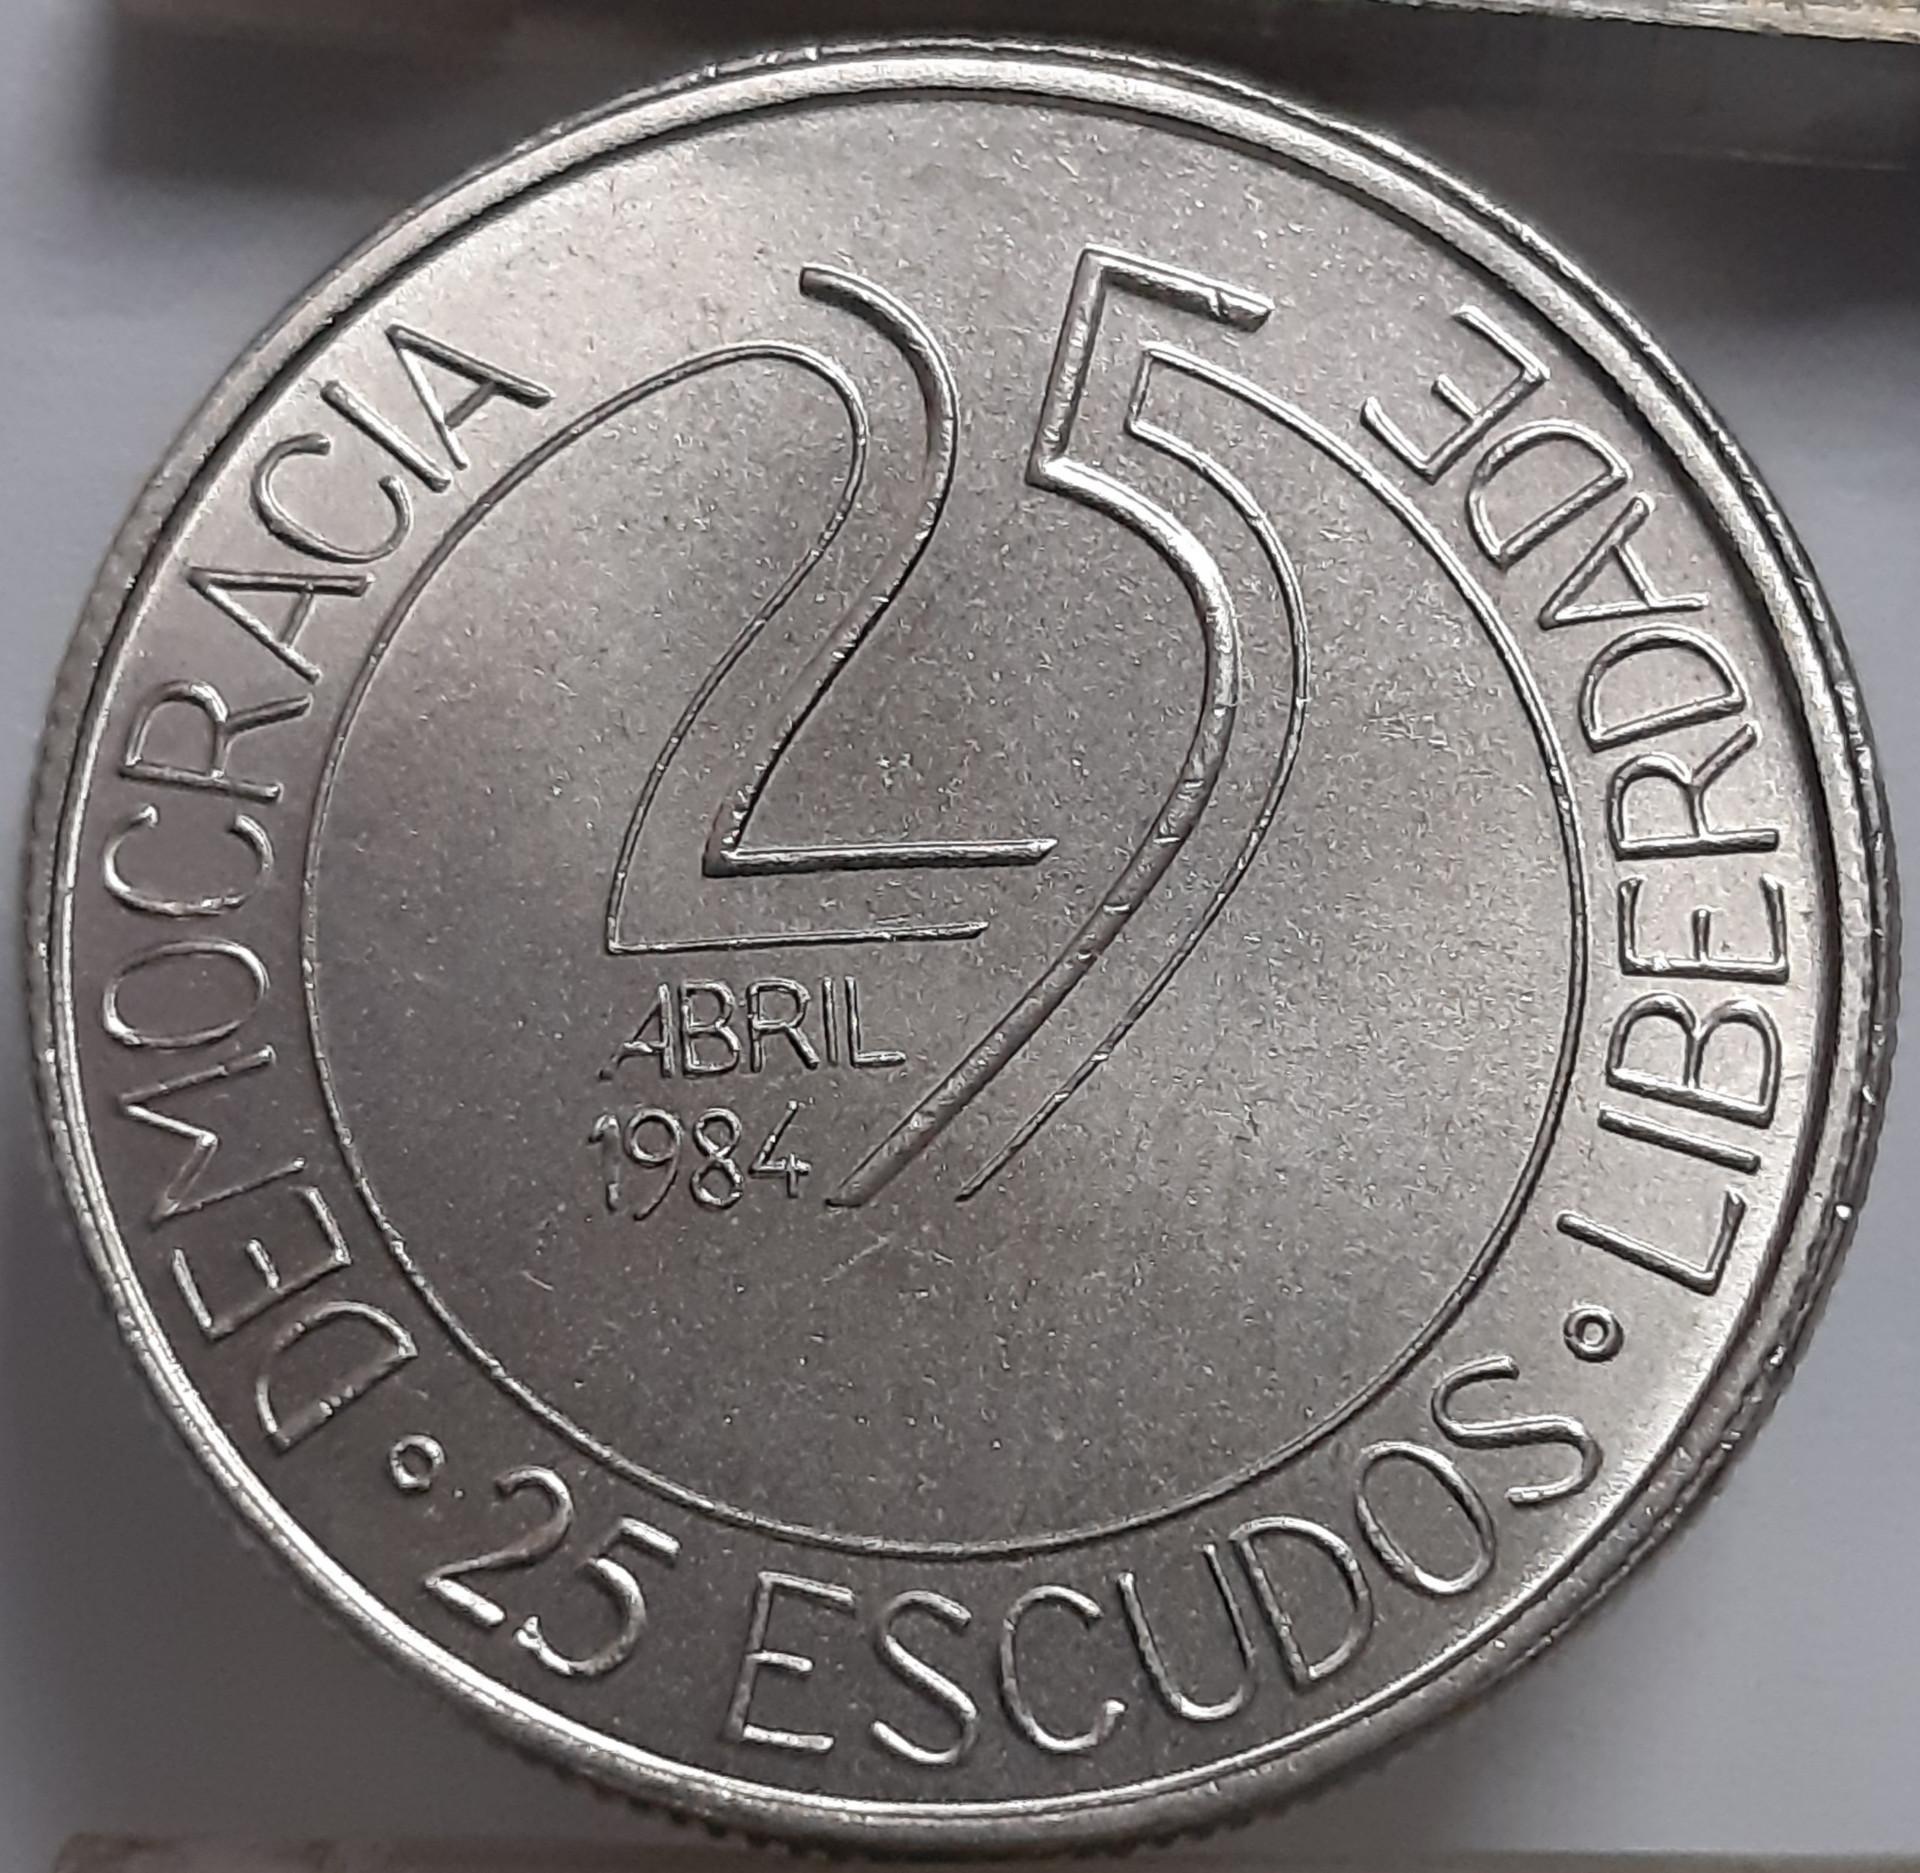 25
ABRIL
1984
DEMOCRACIA
LIBERDADE
25 ESCUDOS